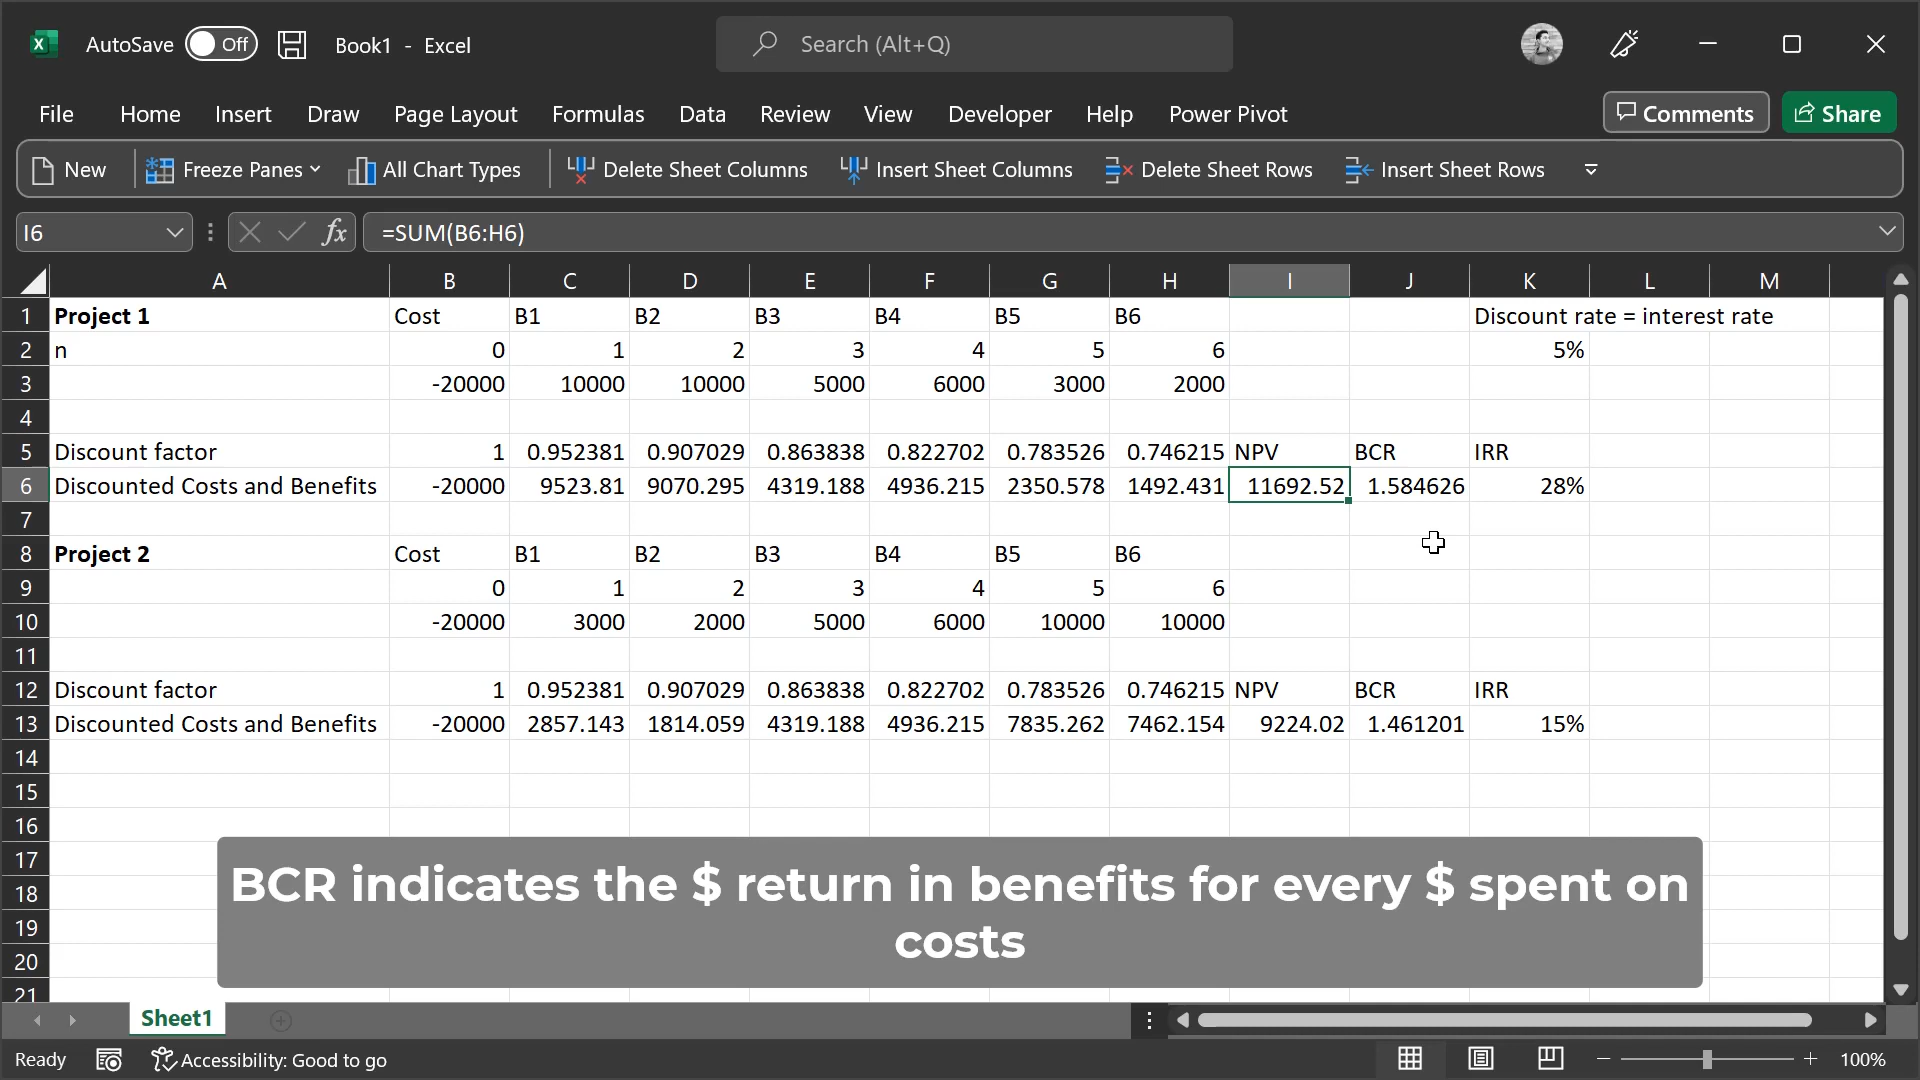 AutoSave Off Book1 - Excel Search (Alt+Q)
File Home Insert Draw Page Layout Formulas Data Review View Developer Help Power Pivot Comments Share
New Freeze Panes All Chart Types Delete Sheet Columns Insert Sheet Columns Delete Sheet Rows Insert Sheet Rows
I6 fx =SUM(B6:H6)
A B C D E F G H I J K L M
1 Project 1 Cost B1 B2 B3 B4 B5 B6 Discount rate = interest rate
2 n 0 1 2 3 4 5 6 5%
3 -20000 10000 10000 5000 6000 3000 2000
4
5 Discount factor 1 0.952381 0.907029 0.863838 0.822702 0.783526 0.746215 NPV BCR IRR
6 Discounted Costs and Benefits -20000 9523.81 9070.295 4319.188 4936.215 2350.578 1492.431 11692.52 1.584626 28%
7
8 Project 2 Cost B1 B2 B3 B4 B5 B6
9 0 1 2 3 4 5 6
10 -20000 3000 2000 5000 6000 10000 10000
11
12 Discount factor 1 0.952381 0.907029 0.863838 0.822702 0.783526 0.746215 NPV BCR IRR
13 Discounted Costs and Benefits -20000 2857.143 1814.059 4319.188 4936.215 7835.262 7462.154 9224.02 1.461201 15%
14
15
16
17
18
19
20
21
BCR indicates the $ return in benefits for every $ spent on
costs
Sheet1
Ready Accessibility: Good to go 100%